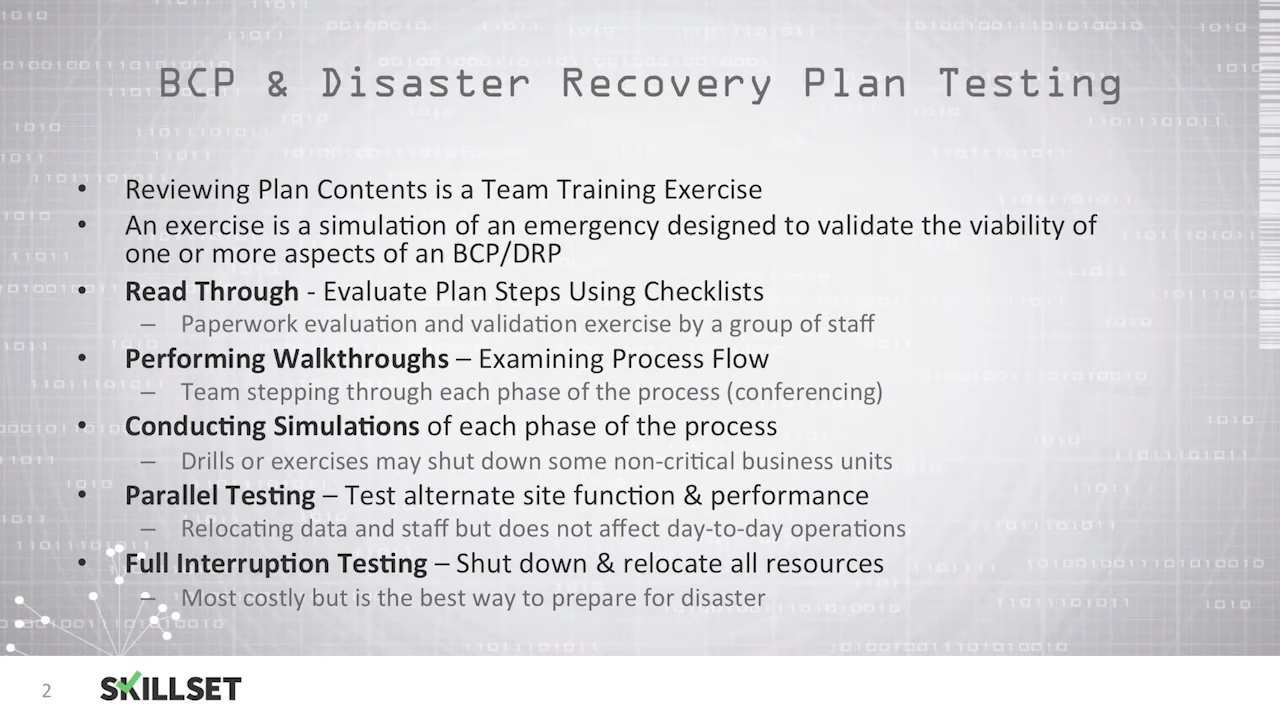 BCP & Disaster Recovery Plan Testing
• Reviewing Plan Contents is a Team Training Exercise
• An exercise is a simulation of an emergency designed to validate the viability of
one or more aspects of an BCP/DRP
• Read Through - Evaluate Plan Steps Using Checklists
– Paperwork evaluation and validation exercise by a group of staff
• Performing Walkthroughs – Examining Process Flow
– Team stepping through each phase of the process (conferencing)
• Conducting Simulations of each phase of the process
– Drills or exercises may shut down some non-critical business units
• Parallel Testing – Test alternate site function & performance
– Relocating data and staff but does not affect day-to-day operations
• Full Interruption Testing – Shut down & relocate all resources
– Most costly but is the best way to prepare for disaster
2
SKILLSET